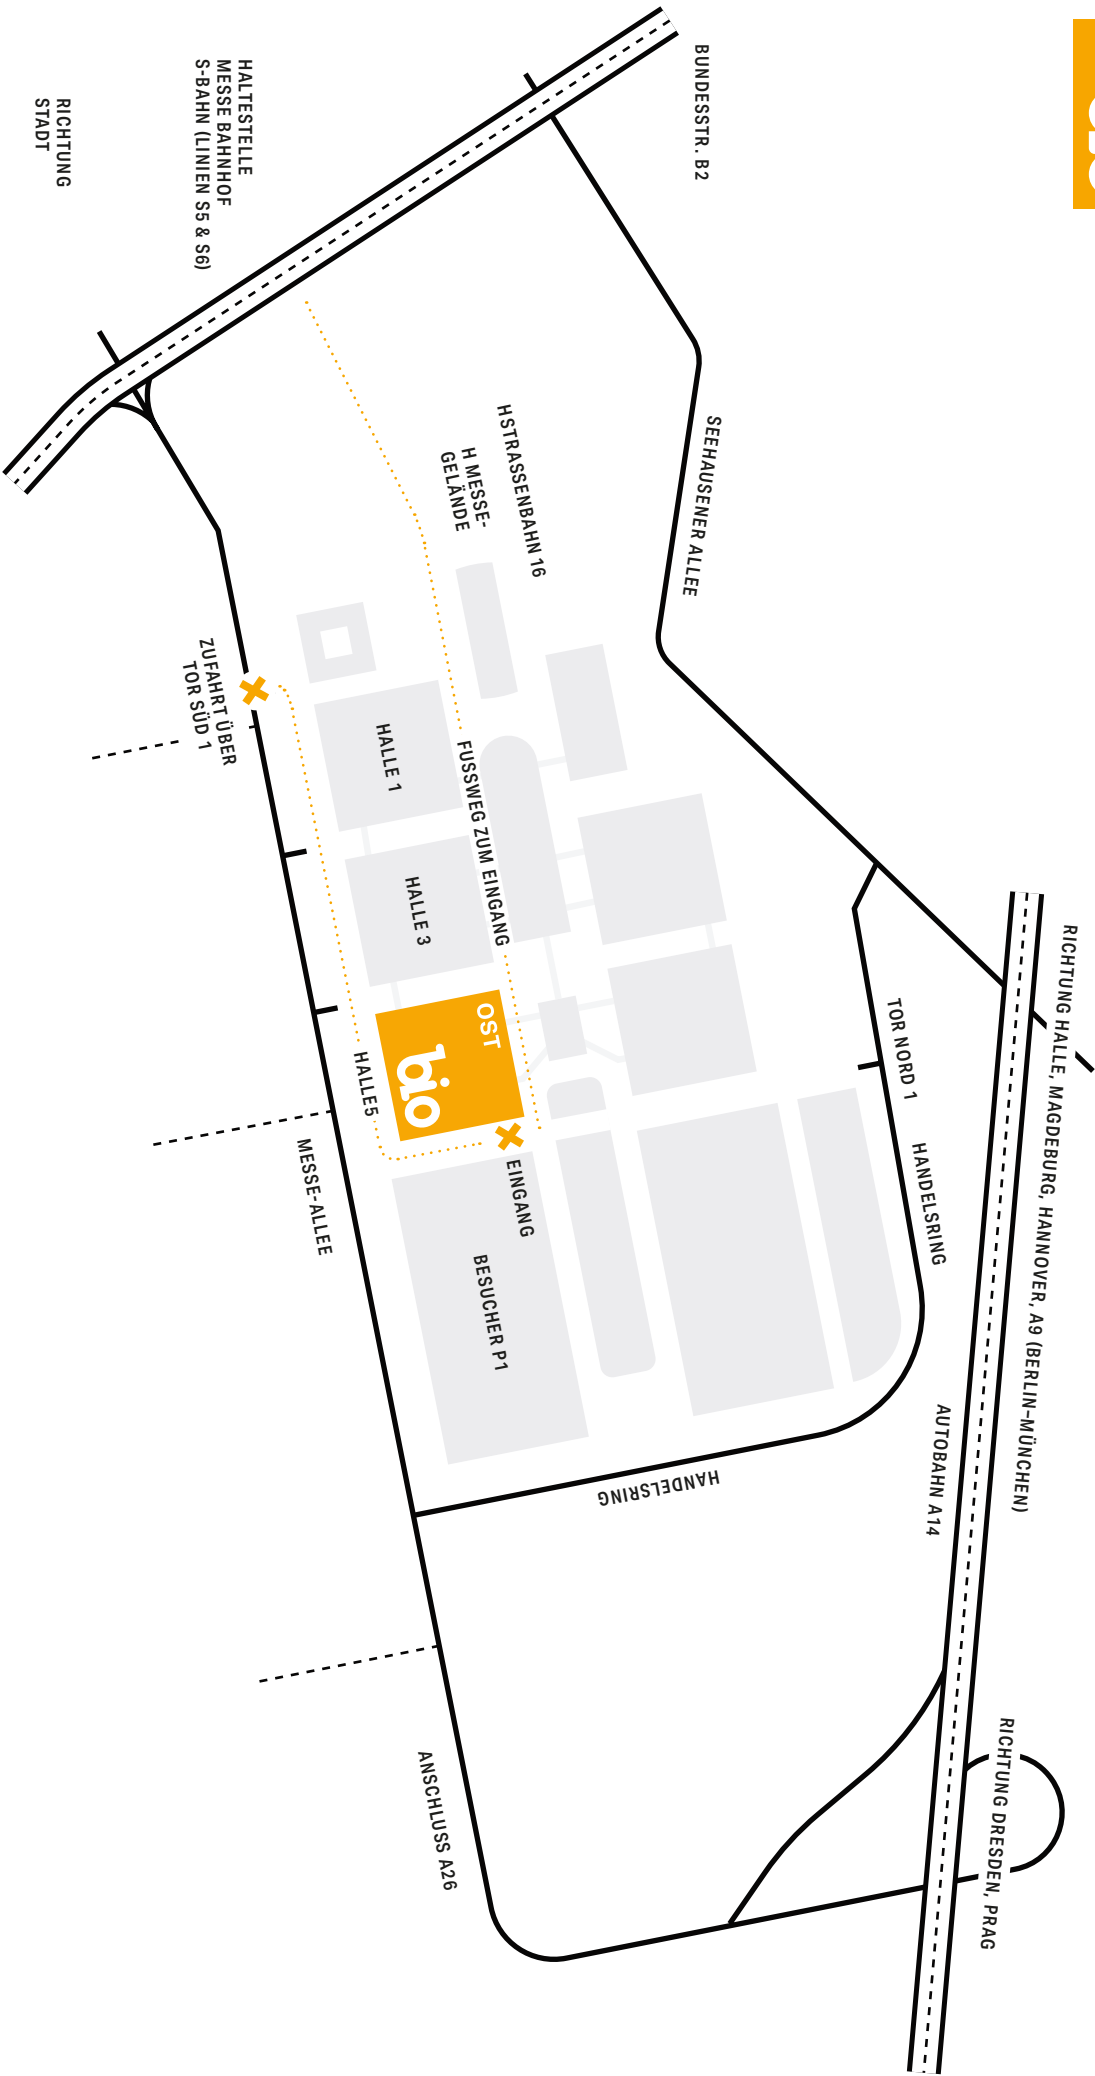 BUNDESSTR. B2
HALTESTELLE
MESSE BAHNHOF
S-BAHN (LINIEN S5 & S6)
RICHTUNG
STADT
SEEHAUSENER ALLEE
HSTRASSENBAHN 16
H MESSE-
GELÄNDE
ZUFAHRT ÜBER
TOR SÜD 1
HALLE 1
FUSSWEG ZUM EINGANG
HALLE 3
OST
bio
HALLE5
EINGANG
MESSE-ALLEE
BESUCHER P1
TOR NORD 1
HANDELSRING
HANDELSRING
RICHTUNG HALLE, MAGDEBURG, HANNOVER, A9 (BERLIN-MÜNCHEN)
AUTOBAHN A14
ANSCHLUSS A26
RICHTUNG DRESDEN, PRAG